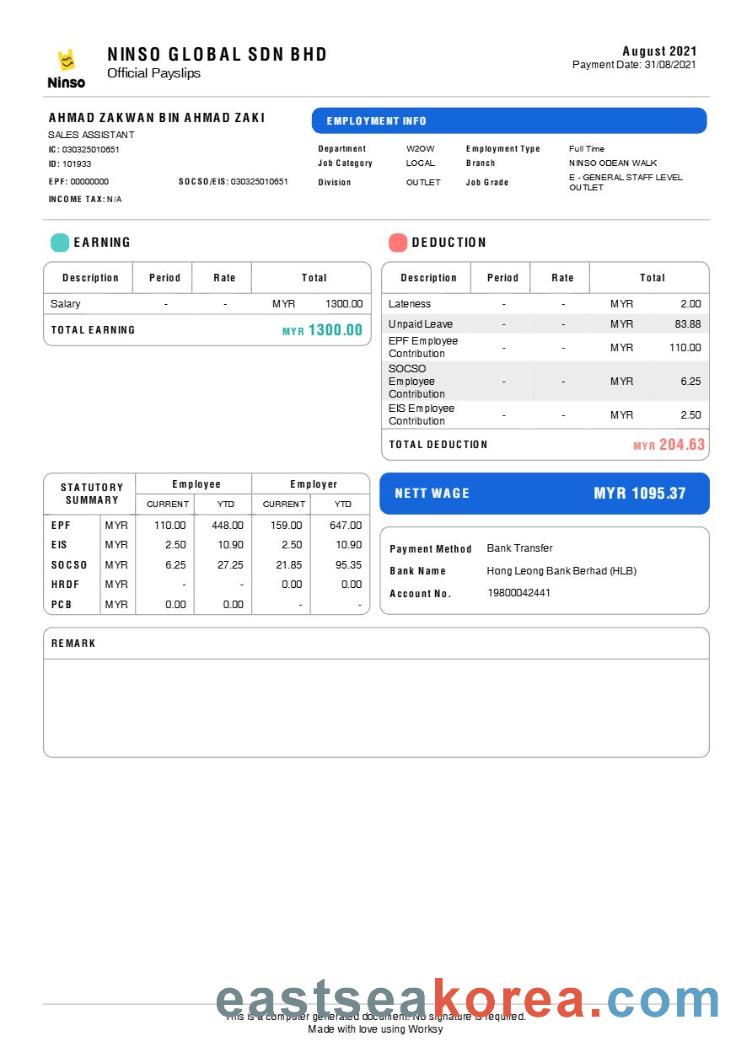 NINSO GLOBAL SDN BHD
Official Payslips
August 2021
Payment Date: 31/08/2021
Ninso
AHMAD ZAKWAN BIN AHMAD ZAKI
SALES ASSISTANT
IC: 030325010651
ID: 101933
EPF: 00000000 SOCSO/EIS: 030325010651
INCOME TAX: N/A
EMPLOYMENT INFO
Department W2OW Employment Type Full Time
Job Category LOCAL Branch NINSO ODEAN WALK
Division OUTLET Job Grade E - GENERAL STAFF LEVEL
OUTLET
EARNING
Description Period Rate Total
Salary - - MYR 1300.00
TOTAL EARNING MYR 1300.00
DEDUCTION
Description Period Rate Total
Lateness - - MYR 2.00
Unpaid Leave - - MYR 83.88
EPF Employee
Contribution - - MYR 110.00
SOCSO
Employee - - MYR 6.25
Contribution
EIS Employee
Contribution - - MYR 2.50
TOTAL DEDUCTION MYR 204.63
STATUTORY
SUMMARY
Employee Employer
CURRENT YTD CURRENT YTD
EPF MYR 110.00 448.00 159.00 647.00
EIS MYR 2.50 10.90 2.50 10.90
SOCSO MYR 6.25 27.25 21.85 95.35
HRDF MYR - - 0.00 0.00
PCB MYR 0.00 0.00 - -
NETT WAGE MYR 1095.37
Payment Method Bank Transfer
Bank Name Hong Leong Bank Berhad (HLB)
Account No. 19800042441
REMARK
eastseakorea.com
This is a computer generated document. No signature is required.
Made with love using Worksy